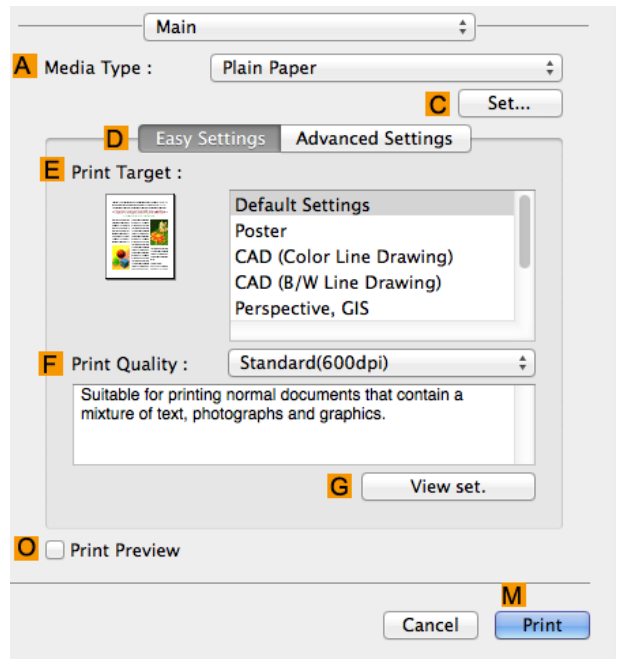 Main
A Media Type : Plain Paper
C Set...
D Easy Settings Advanced Settings
E Print Target :
Default Settings
Poster
CAD (Color Line Drawing)
CAD (B/W Line Drawing)
Perspective, GIS
F Print Quality : Standard(600dpi)
Suitable for printing normal documents that contain a
mixture of text, photographs and graphics.
G View set.
O Print Preview
M
Cancel Print